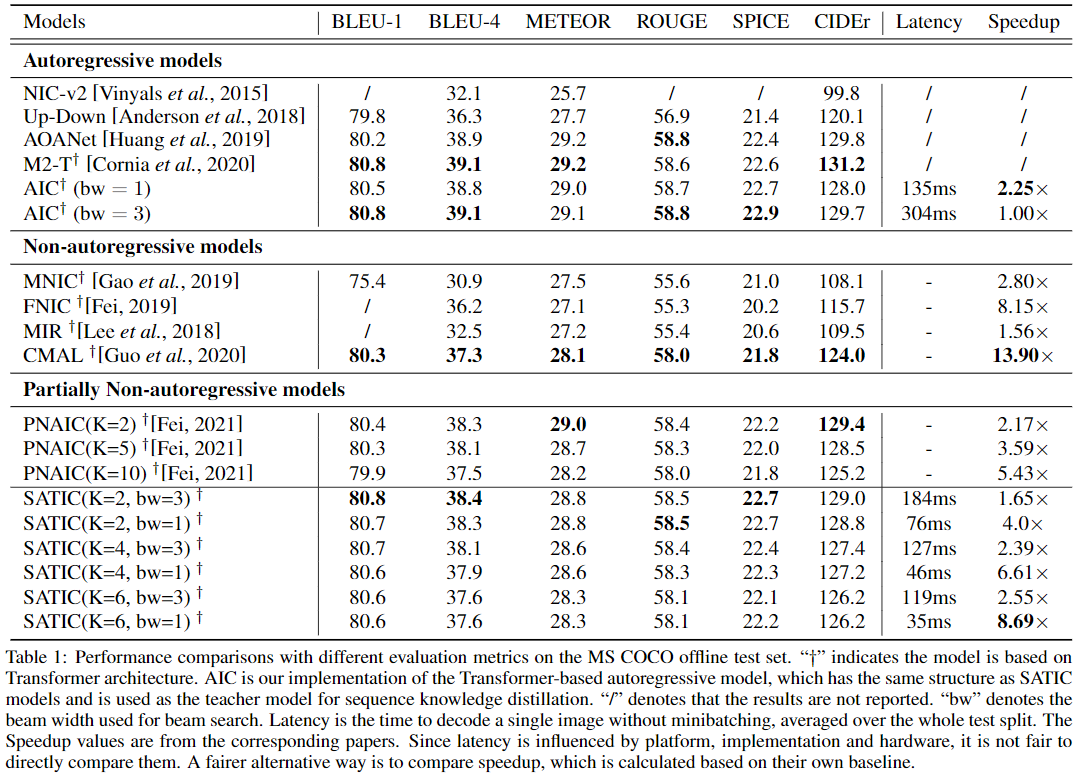 Models BLEU-1 BLEU-4 METEOR ROUGE SPICE CIDEr Latency Speedup
Autoregressive models
NIC-v2 [Vinyals et al., 2015] / 32.1 25.7 / / 99.8 / /
Up-Down [Anderson et al., 2018] 79.8 36.3 27.7 56.9 21.4 120.1 / /
AOANet [Huang et al., 2019] 80.2 38.9 29.2 58.8 22.4 129.8 / /
M2-T† [Cornia et al., 2020] 80.8 39.1 29.2 58.6 22.6 131.2 / /
AIC† (bw = 1) 80.5 38.8 29.0 58.7 22.7 128.0 135ms 2.25×
AIC† (bw = 3) 80.8 39.1 29.1 58.8 22.9 129.7 304ms 1.00×
Non-autoregressive models
MNIC† [Gao et al., 2019] 75.4 30.9 27.5 55.6 21.0 108.1 - 2.80×
FNIC †[Fei, 2019] / 36.2 27.1 55.3 20.2 115.7 - 8.15×
MIR †[Lee et al., 2018] / 32.5 27.2 55.4 20.6 109.5 - 1.56×
CMAL †[Guo et al., 2020] 80.3 37.3 28.1 58.0 21.8 124.0 - 13.90×
Partially Non-autoregressive models
PNAIC(K=2) †[Fei, 2021] 80.4 38.3 29.0 58.4 22.2 129.4 - 2.17×
PNAIC(K=5) †[Fei, 2021] 80.3 38.1 28.7 58.3 22.0 128.5 - 3.59×
PNAIC(K=10) †[Fei, 2021] 79.9 37.5 28.2 58.0 21.8 125.2 - 5.43×
SATIC(K=2, bw=3) † 80.8 38.4 28.8 58.5 22.7 129.0 184ms 1.65×
SATIC(K=2, bw=1) † 80.7 38.3 28.8 58.5 22.7 128.8 76ms 4.0×
SATIC(K=4, bw=3) † 80.7 38.1 28.6 58.4 22.4 127.4 127ms 2.39×
SATIC(K=4, bw=1) † 80.6 37.9 28.6 58.3 22.3 127.2 46ms 6.61×
SATIC(K=6, bw=3) † 80.6 37.6 28.3 58.1 22.1 126.2 119ms 2.55×
SATIC(K=6, bw=1) † 80.6 37.6 28.3 58.1 22.2 126.2 35ms 8.69×
Table 1: Performance comparisons with different evaluation metrics on the MS COCO offline test set. “†” indicates the model is based on
Transformer architecture. AIC is our implementation of the Transformer-based autoregressive model, which has the same structure as SATIC
models and is used as the teacher model for sequence knowledge distillation. “/” denotes that the results are not reported. “bw” denotes the
beam width used for beam search. Latency is the time to decode a single image without minibatching, averaged over the whole test split. The
Speedup values are from the corresponding papers. Since latency is influenced by platform, implementation and hardware, it is not fair to
directly compare them. A fairer alternative way is to compare speedup, which is calculated based on their own baseline.